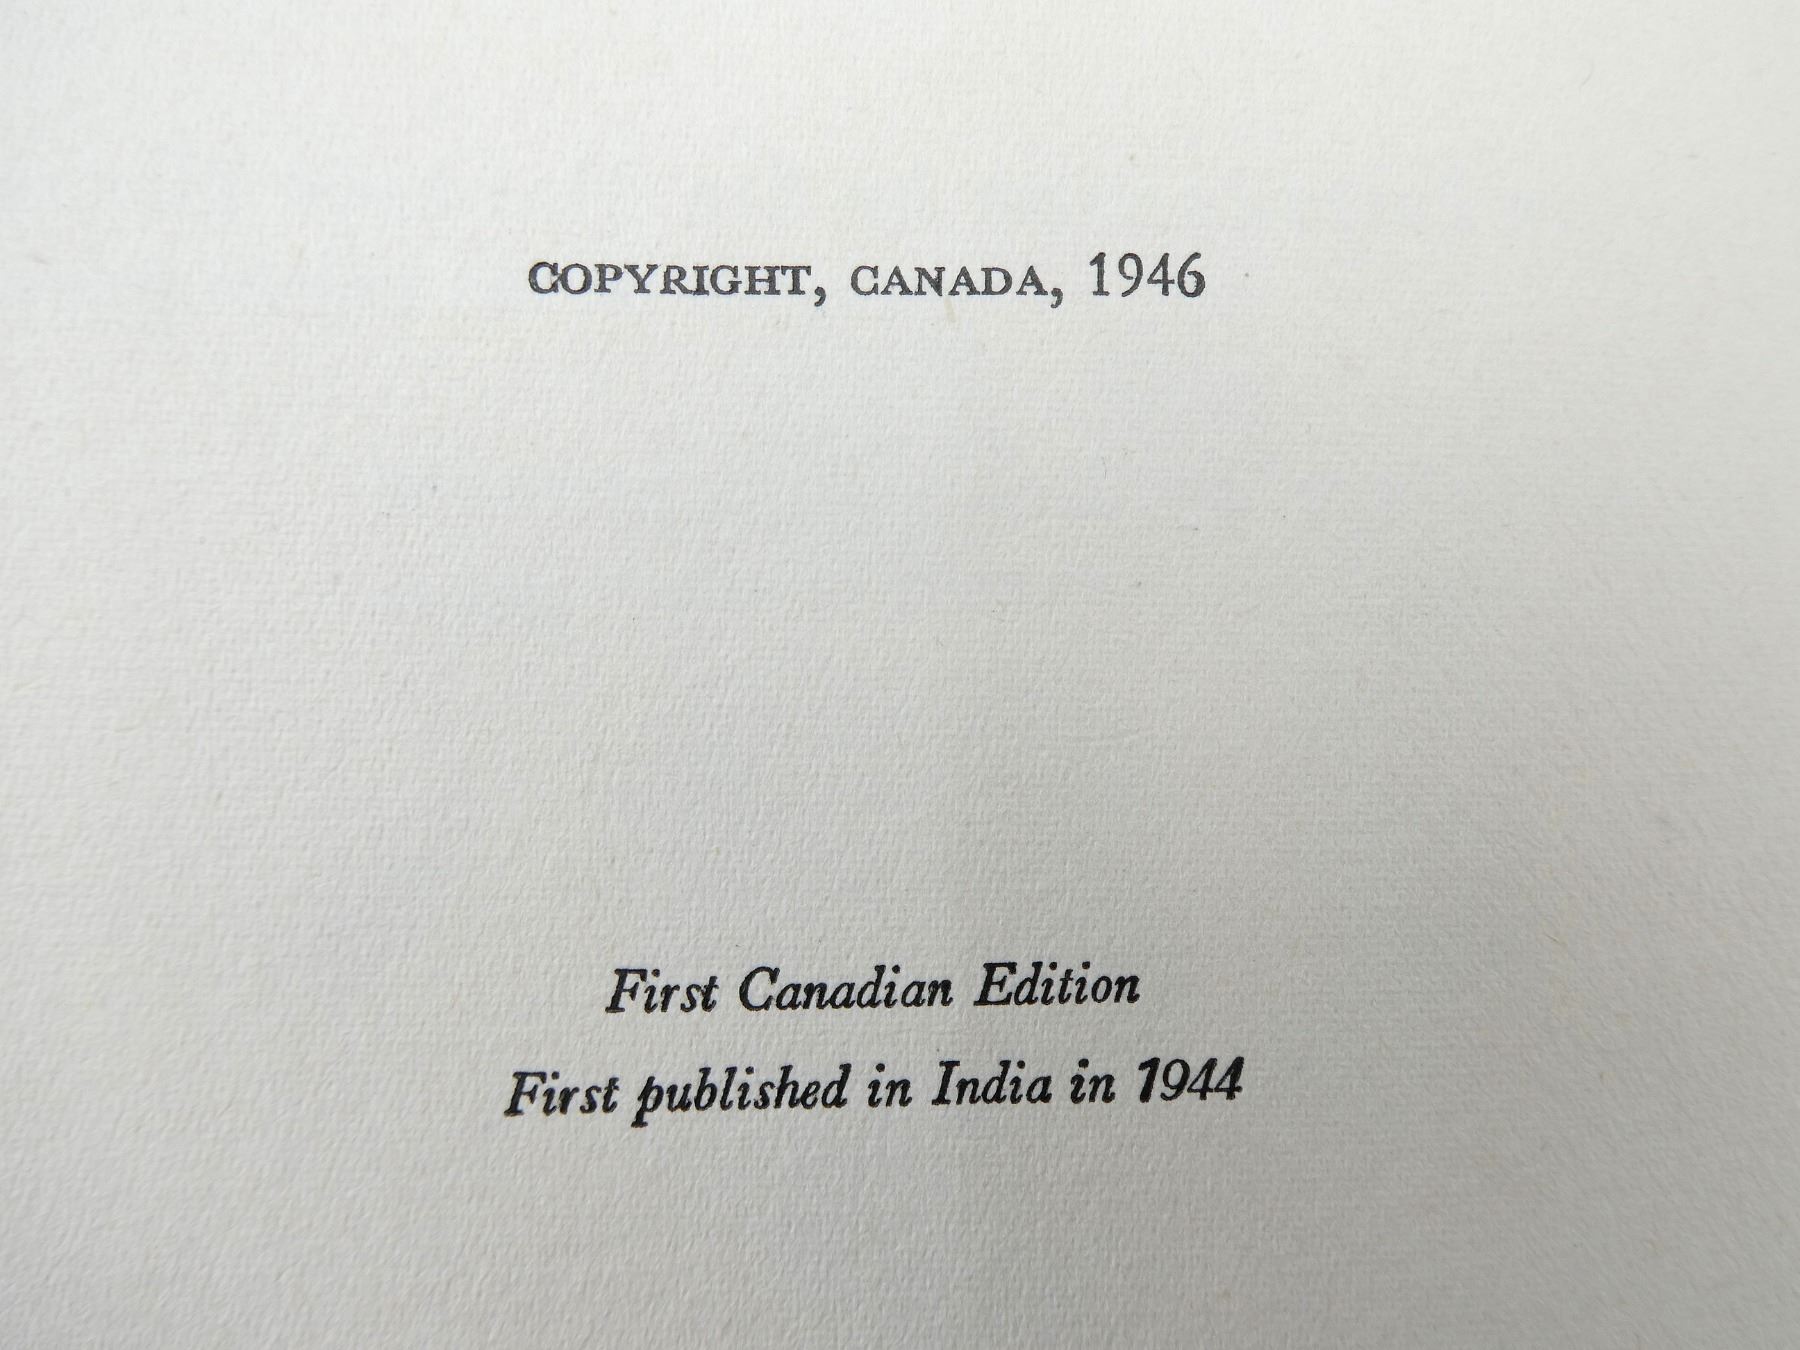 COPYRIGHT, CANADA, 1946
First Canadian Edition
First published in India in 1944